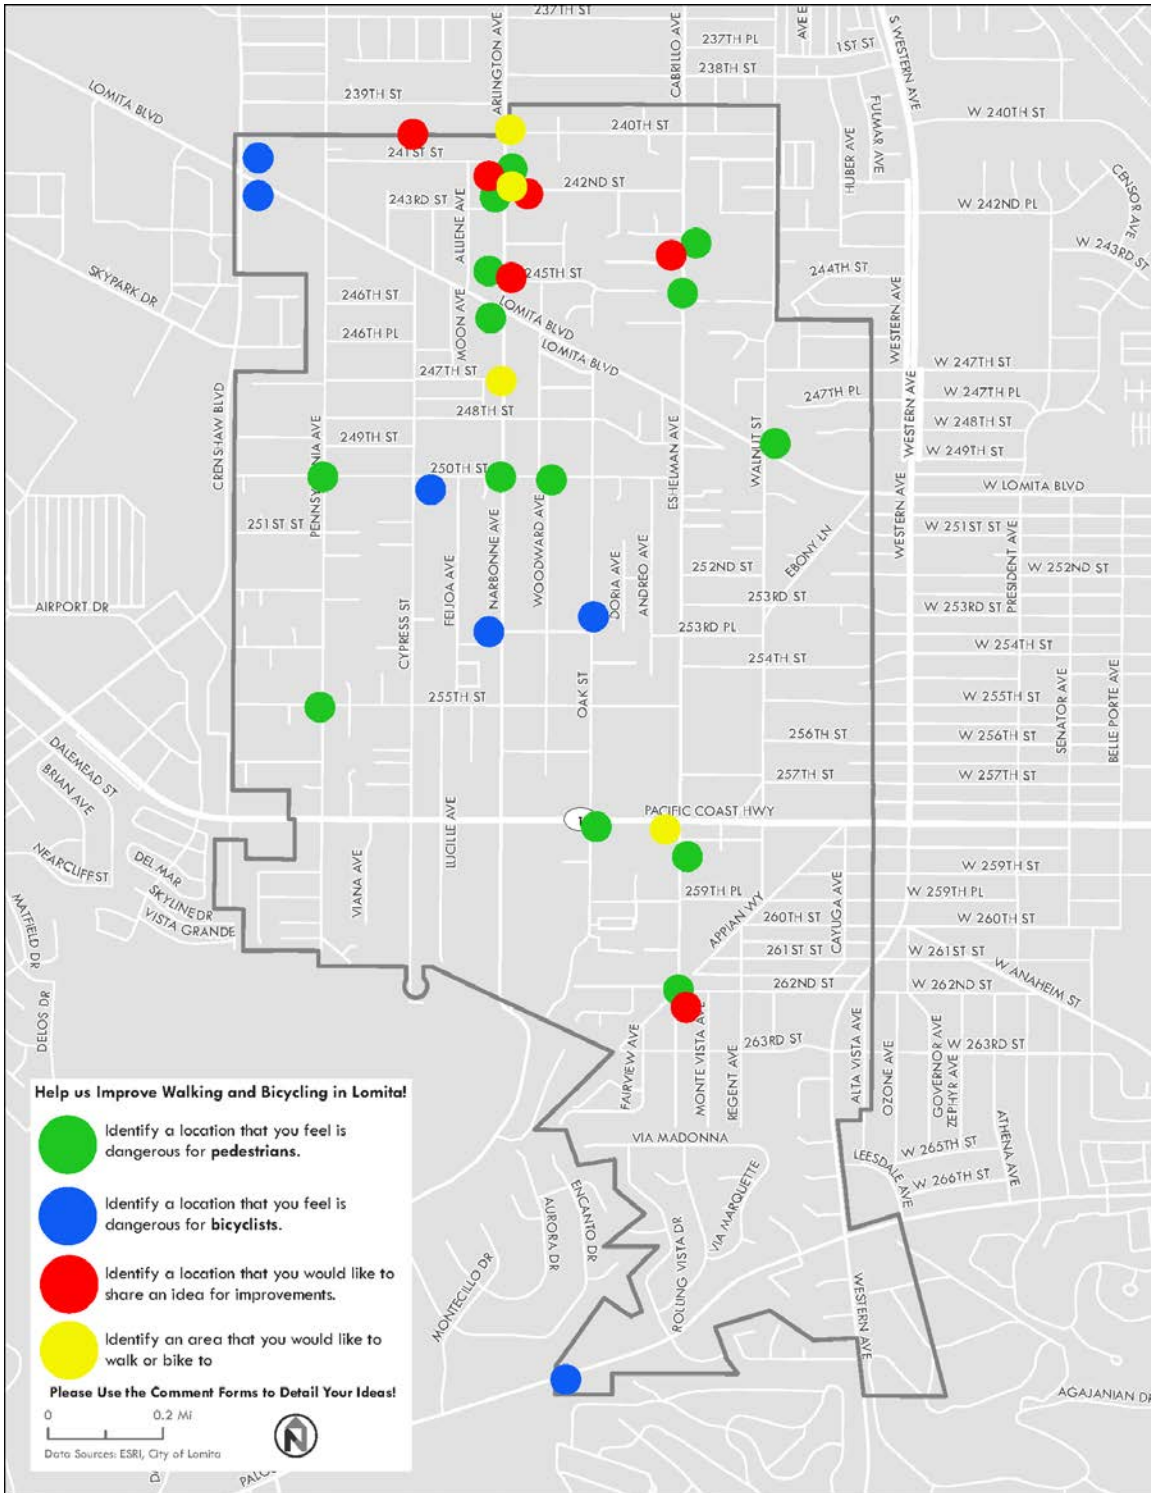 237TH ST
S WESTERN AVE
ARLINGTON AVE
CABRILLO AVE
AVE
237TH PL
1ST ST
238TH ST
LOMITA BLVD
239TH ST
FULMAR AVE
W 240TH ST
240TH ST
HUBER AVE
241ST ST
CENSOR AVE
242ND ST
243RD ST
W 242ND PL
ALIENE AVE
W 243RD ST
SKYPARK DR
245TH ST
244TH ST
246TH ST
WESTERN AVE
MOON AVE
LOMITA BLVD
246TH PL
LOMITA BLVD
247TH ST
W 247TH ST
CRENSHAW BLVD
247TH PL
W 247TH PL
248TH ST
W 248TH ST
WESTERN AVE
249TH ST
WALNUT ST
W 249TH ST
PENNSYLVANIA AVE
ESHELMAN AVE
250TH ST
W LOMITA BLVD
251ST ST
WESTERN AVE
W 251ST ST
NARBONNE AVE
WOODWARD AVE
EBONY LN
PRESIDENT AVE
252ND ST
W 252ND ST
FEIJOA AVE
DORIA AVE
ANDREO AVE
AIRPORT DR
253RD ST
W 253RD ST
CYPRESS ST
253RD PL
W 254TH ST
254TH ST
255TH ST
OAK ST
W 255TH ST
SENATOR AVE
BELLE PORTE AVE
256TH ST
W 256TH ST
DALEMEAD ST
BRIAN AVE
257TH ST
W 257TH ST
PACIFIC COAST HWY
1
LUCILLE AVE
NEARCLIFF ST
DEL MAR
VIANA AVE
W 259TH ST
SKYLINE DR
259TH PL
W 259TH PL
MATFIELD DR
VISTA GRANDE
APPIAN WY
CAYUGA AVE
260TH ST
W 260TH ST
261ST ST
W 261ST ST
W ANAHEIM ST
262ND ST
W 262ND ST
DELOS DR
FAIRVIEW AVE
MONTE VISTA AVE
REGENT AVE
263RD ST
ALTA VISTA AVE
OZONE AVE
GOVERNOR AVE
ZEPHYR AVE
W 263RD ST
ATHENA AVE
VIA MADONNA
LEESDALE AVE
W 265TH ST
W 266TH ST
VIA MARQUETTE
ENCANTO DR
AURORA DR
MONTECILLO DR
ROLLING VISTA DR
WESTERN AVE
AGAJANIAN DR
Help us Improve Walking and Bicycling in Lomita!
Identify a location that you feel is
dangerous for pedestrians.
Identify a location that you feel is
dangerous for bicyclists.
Identify a location that you would like to
share an idea for improvements.
Identify an area that you would like to
walk or bike to
Please Use the Comment Forms to Detail Your Ideas!
0 0.2 Mi
N
Data Sources: ESRI, City of Lomita